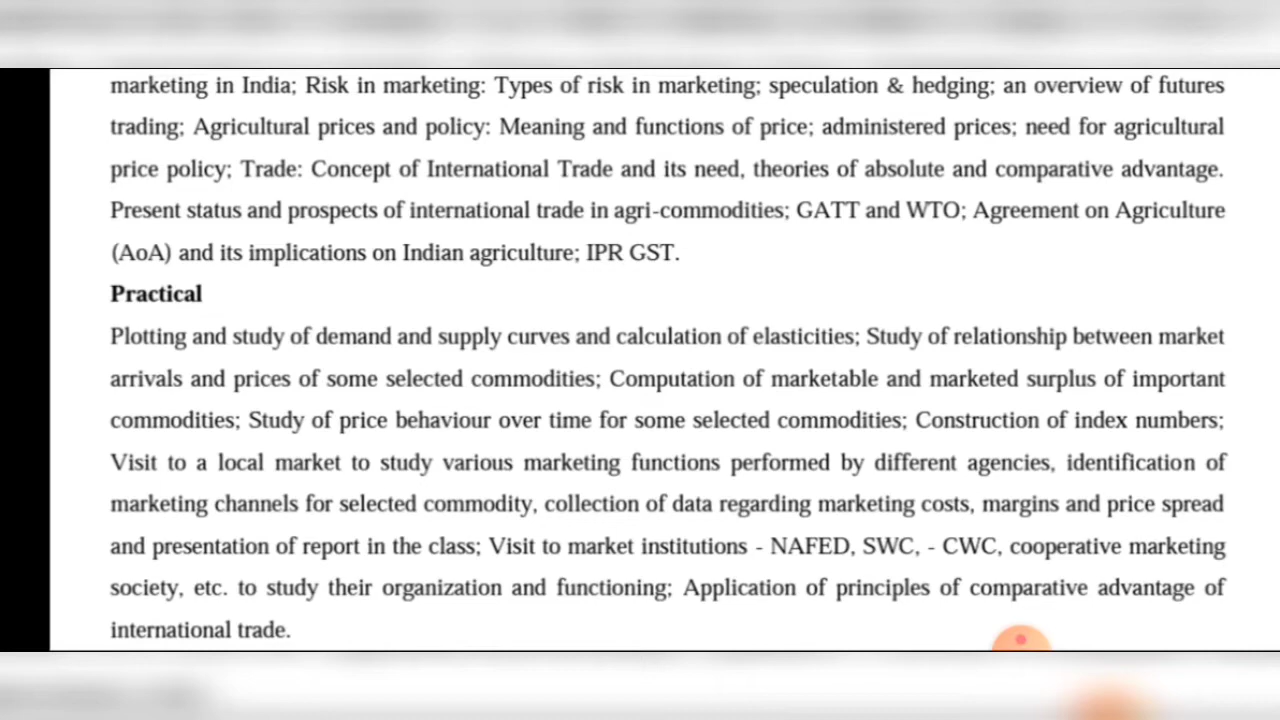 marketing in India; Risk in marketing: Types of risk in marketing; speculation & hedging; an overview of futures
trading; Agricultural prices and policy: Meaning and functions of price; administered prices; need for agricultural
price policy; Trade: Concept of International Trade and its need, theories of absolute and comparative advantage.
Present status and prospects of international trade in agri-commodities; GATT and WTO; Agreement on Agriculture
(AoA) and its implications on Indian agriculture; IPR GST.
Practical
Plotting and study of demand and supply curves and calculation of elasticities; Study of relationship between market
arrivals and prices of some selected commodities; Computation of marketable and marketed surplus of important
commodities; Study of price behaviour over time for some selected commodities; Construction of index numbers;
Visit to a local market to study various marketing functions performed by different agencies, identification of
marketing channels for selected commodity, collection of data regarding marketing costs, margins and price spread
and presentation of report in the class; Visit to market institutions - NAFED, SWC, - CWC, cooperative marketing
society, etc. to study their organization and functioning; Application of principles of comparative advantage of
international trade.